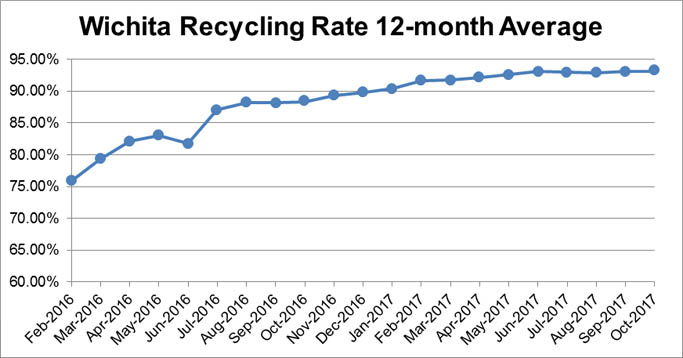 Wichita Recycling Rate 12-month Average
95.00%
90.00%
85.00%
80.00%
75.00%
70.00%
65.00%
60.00%
Feb-2016
Mar-2016
Apr-2016
May-2016
Jun-2016
Jul-2016
Aug-2016
Sep-2016
Oct-2016
Nov-2016
Dec-2016
Jan-2017
Feb-2017
Mar-2017
Apr-2017
May-2017
Jun-2017
Jul-2017
Aug-2017
Sep-2017
Oct-2017